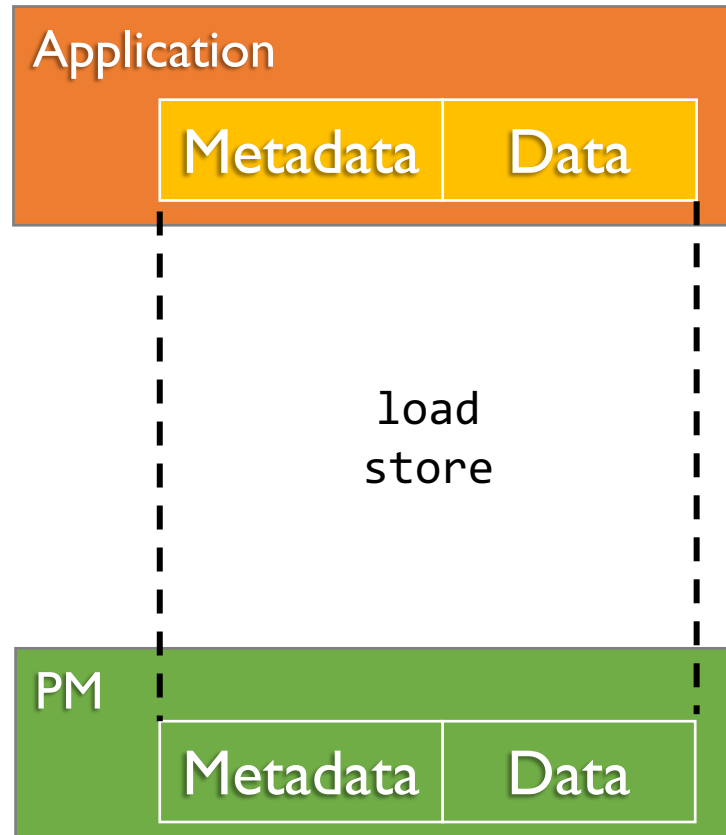 Application
Metadata Data
load
store
PM
Metadata Data